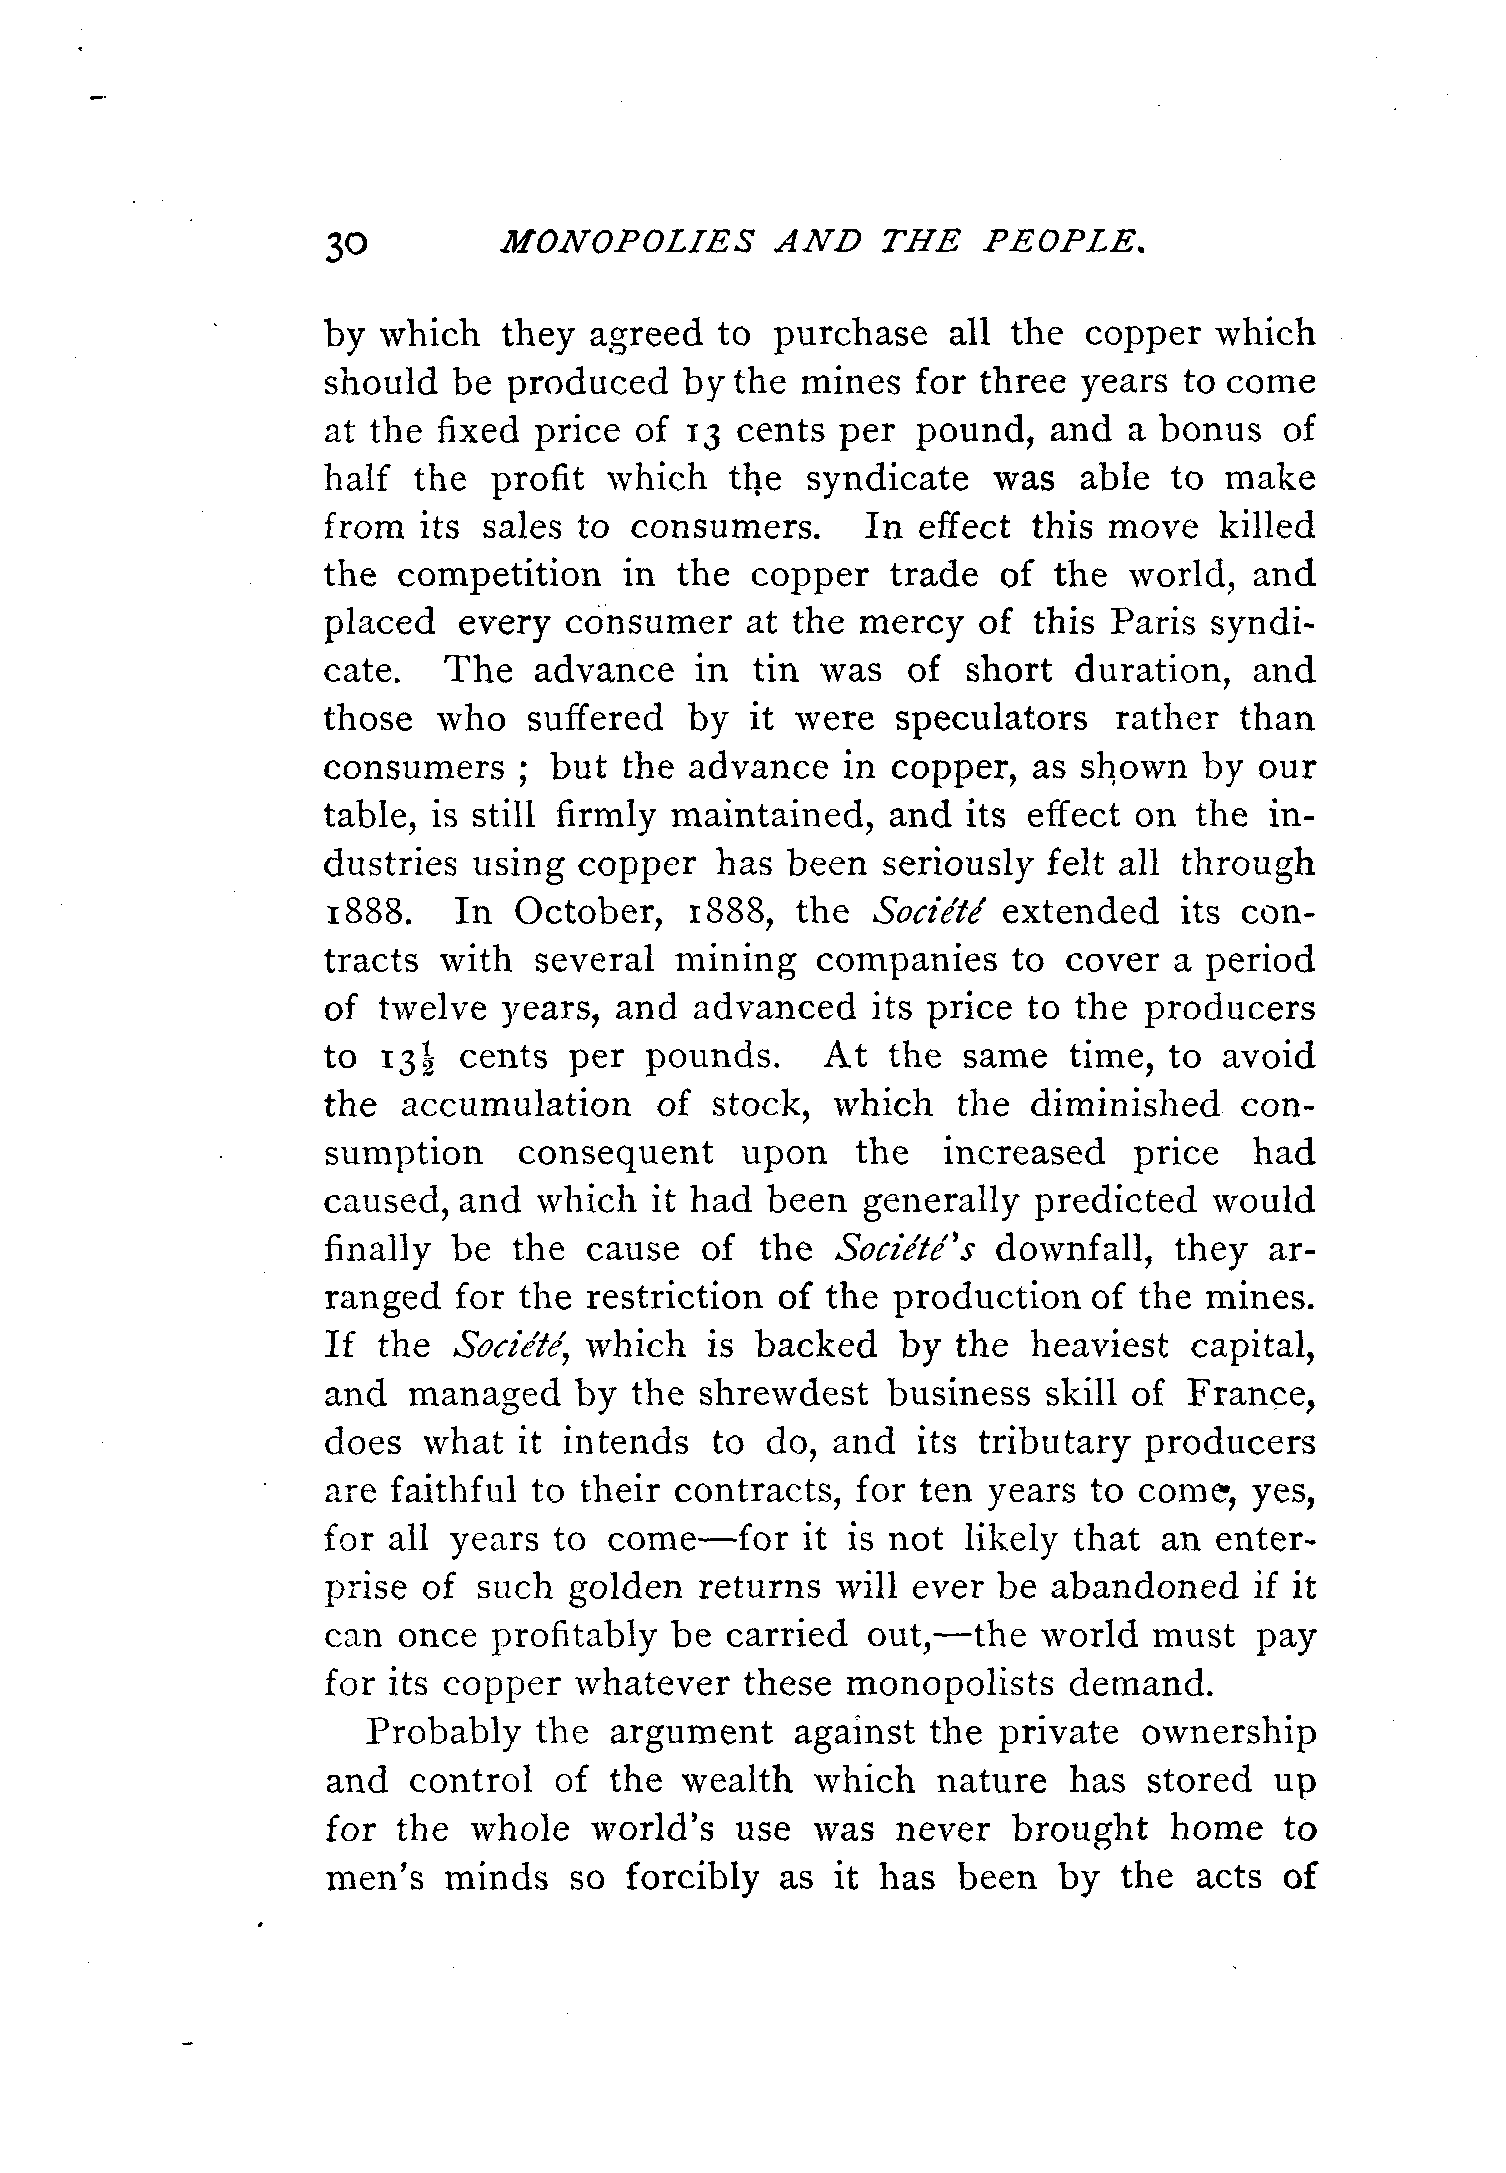 30 MONOPOLIES AND THE PEOPLE.
by which they agreed to purchase all the copper which
should be produced by the mines for three years to come
at the fixed price of 13 cents per pound, and a bonus of
half the profit which the syndicate was able to make
from its sales to consumers. In effect this move killed
the competition in the copper trade of the world, and
placed every consumer at the mercy of this Paris syndi-
cate. The advance in tin was of short duration, and
those who suffered by it were speculators rather than
consumers ; but the advance in copper, as shown by our
table, is still firmly maintained, and its effect on the in-
dustries using copper has been seriously felt all through
1888. In October, 1888, the Société extended its con-
tracts with several mining companies to cover a period
of twelve years, and advanced its price to the producers
to 13½ cents per pounds. At the same time, to avoid
the accumulation of stock, which the diminished con-
sumption consequent upon the increased price had
caused, and which it had been generally predicted would
finally be the cause of the Société's downfall, they ar-
ranged for the restriction of the production of the mines.
If the Société, which is backed by the heaviest capital,
and managed by the shrewdest business skill of France,
does what it intends to do, and its tributary producers
are faithful to their contracts, for ten years to come, yes,
for all years to come—for it is not likely that an enter-
prise of such golden returns will ever be abandoned if it
can once profitably be carried out,—the world must pay
for its copper whatever these monopolists demand.
Probably the argument against the private ownership
and control of the wealth which nature has stored up
for the whole world's use was never brought home to
men's minds so forcibly as it has been by the acts of